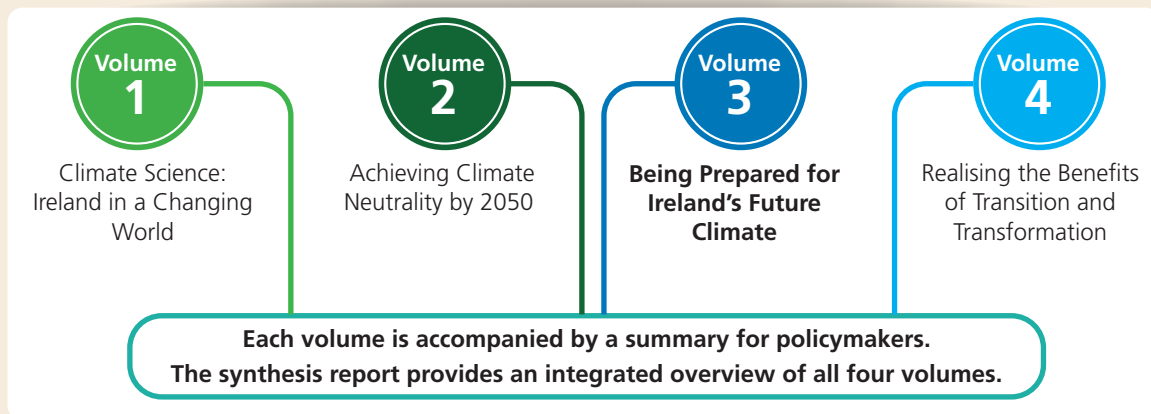 Volume
1
Climate Science:
Ireland in a Changing
World
Volume
2
Achieving Climate
Neutrality by 2050
Volume
3
Being Prepared for
Ireland’s Future
Climate
Volume
4
Realising the Benefits
of Transition and
Transformation
Each volume is accompanied by a summary for policymakers.
The synthesis report provides an integrated overview of all four volumes.